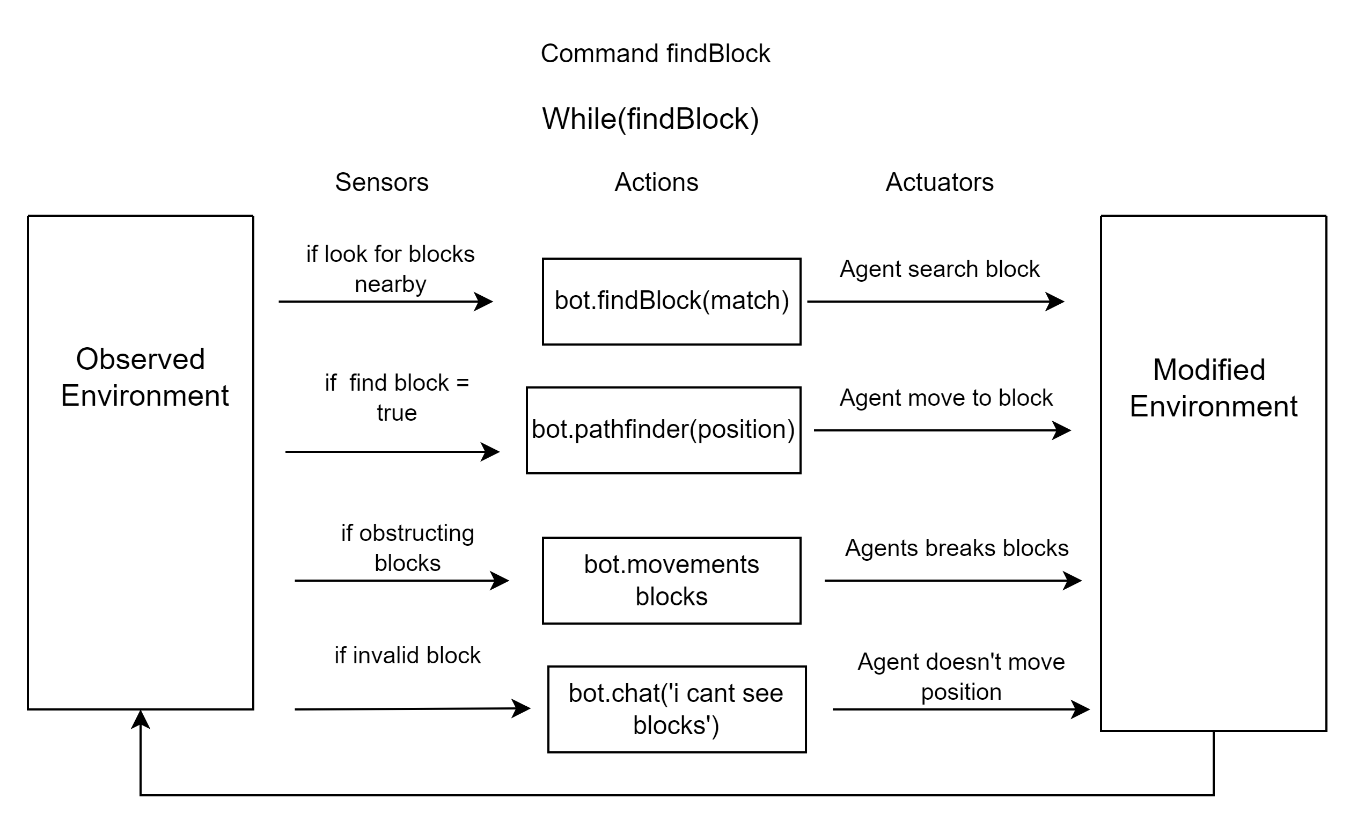 Command findBlock
While(findBlock)
Sensors
Actions
Actuators
Observed
Environment
if look for blocks
nearby
bot.findBlock(match)
Agent search block
if  find block =
true
bot.pathfinder(position)
Agent move to block
if obstructing
blocks
bot.movements
blocks
Agents breaks blocks
if invalid block
bot.chat('i cant see
blocks')
Agent doesn't move
position
Modified
Environment